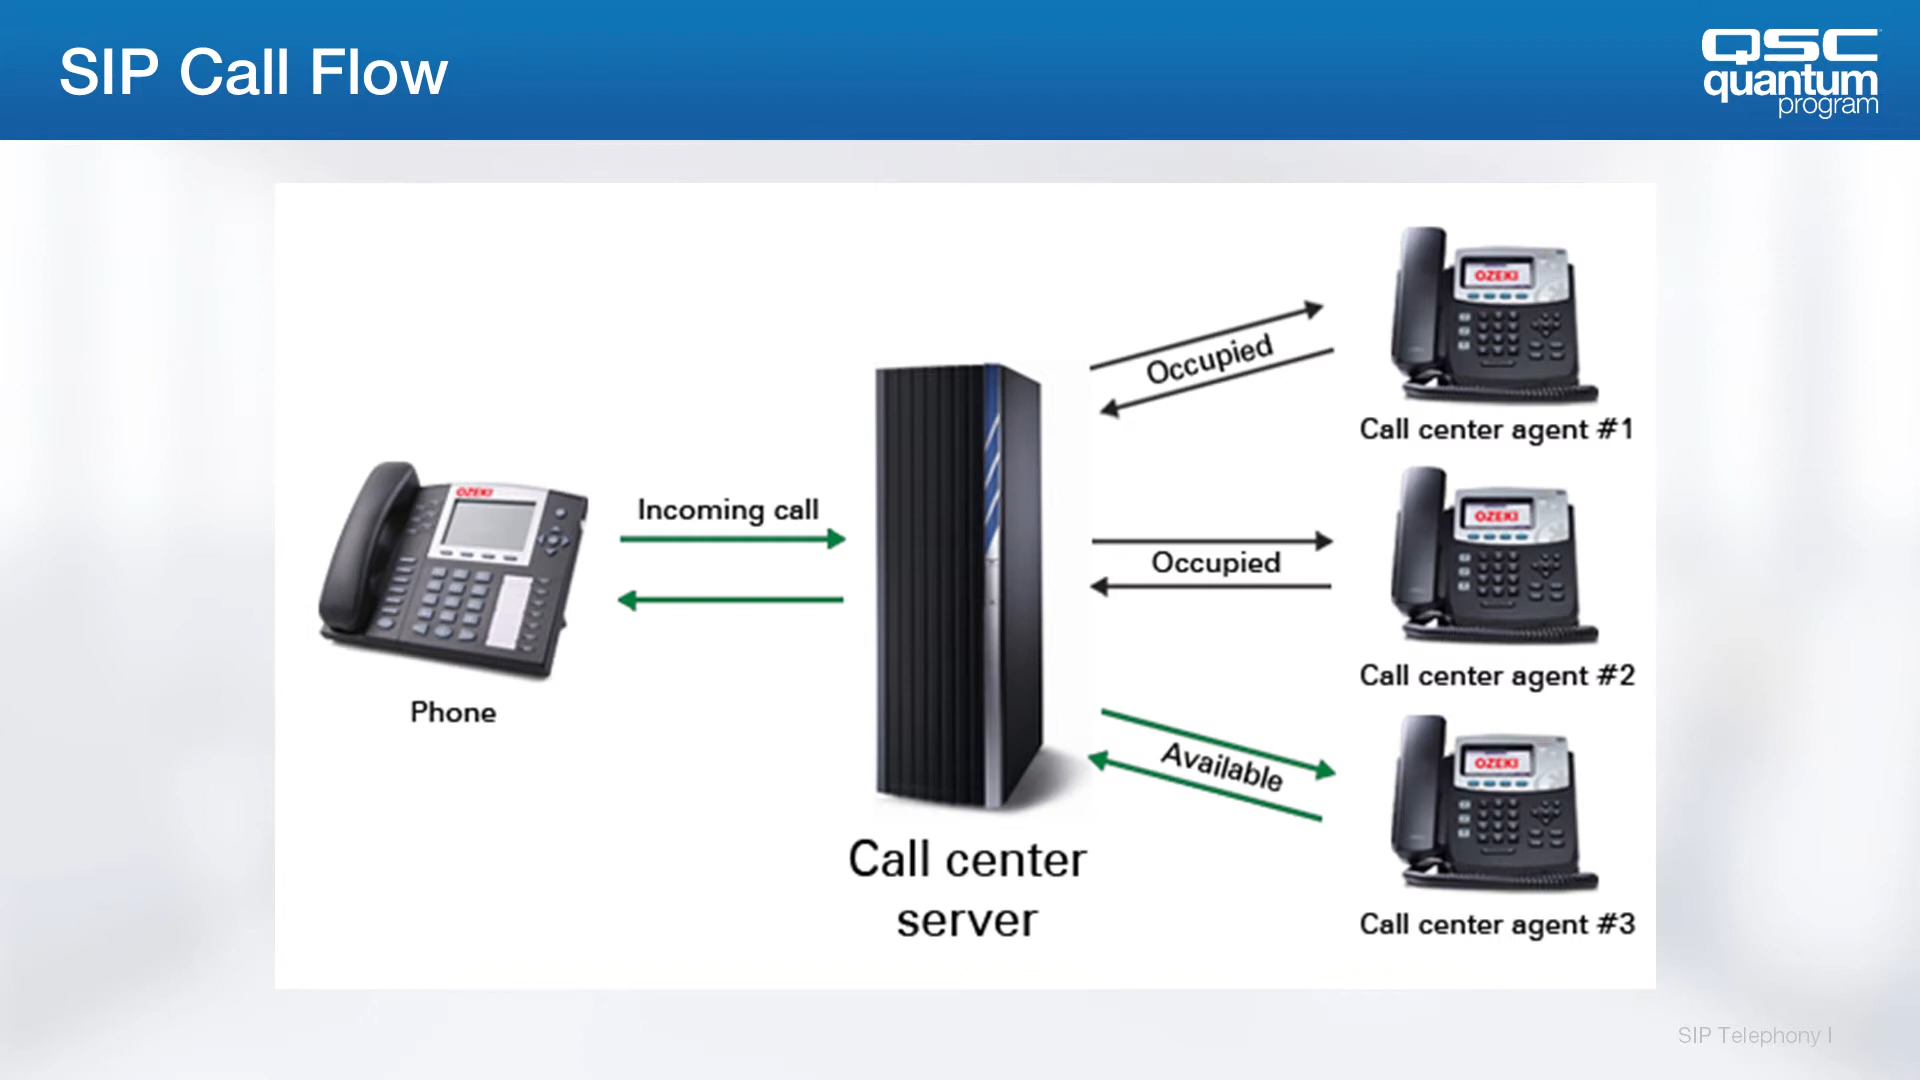 SIP Call Flow
QSC
quantum
program
OZEKI
Occupied
Call center agent #1
OZEKI
Incoming call
OZEKI
Occupied
Call center agent #2
Phone
Available
OZEKI
Call center
server
Call center agent #3
SIP Telephony I